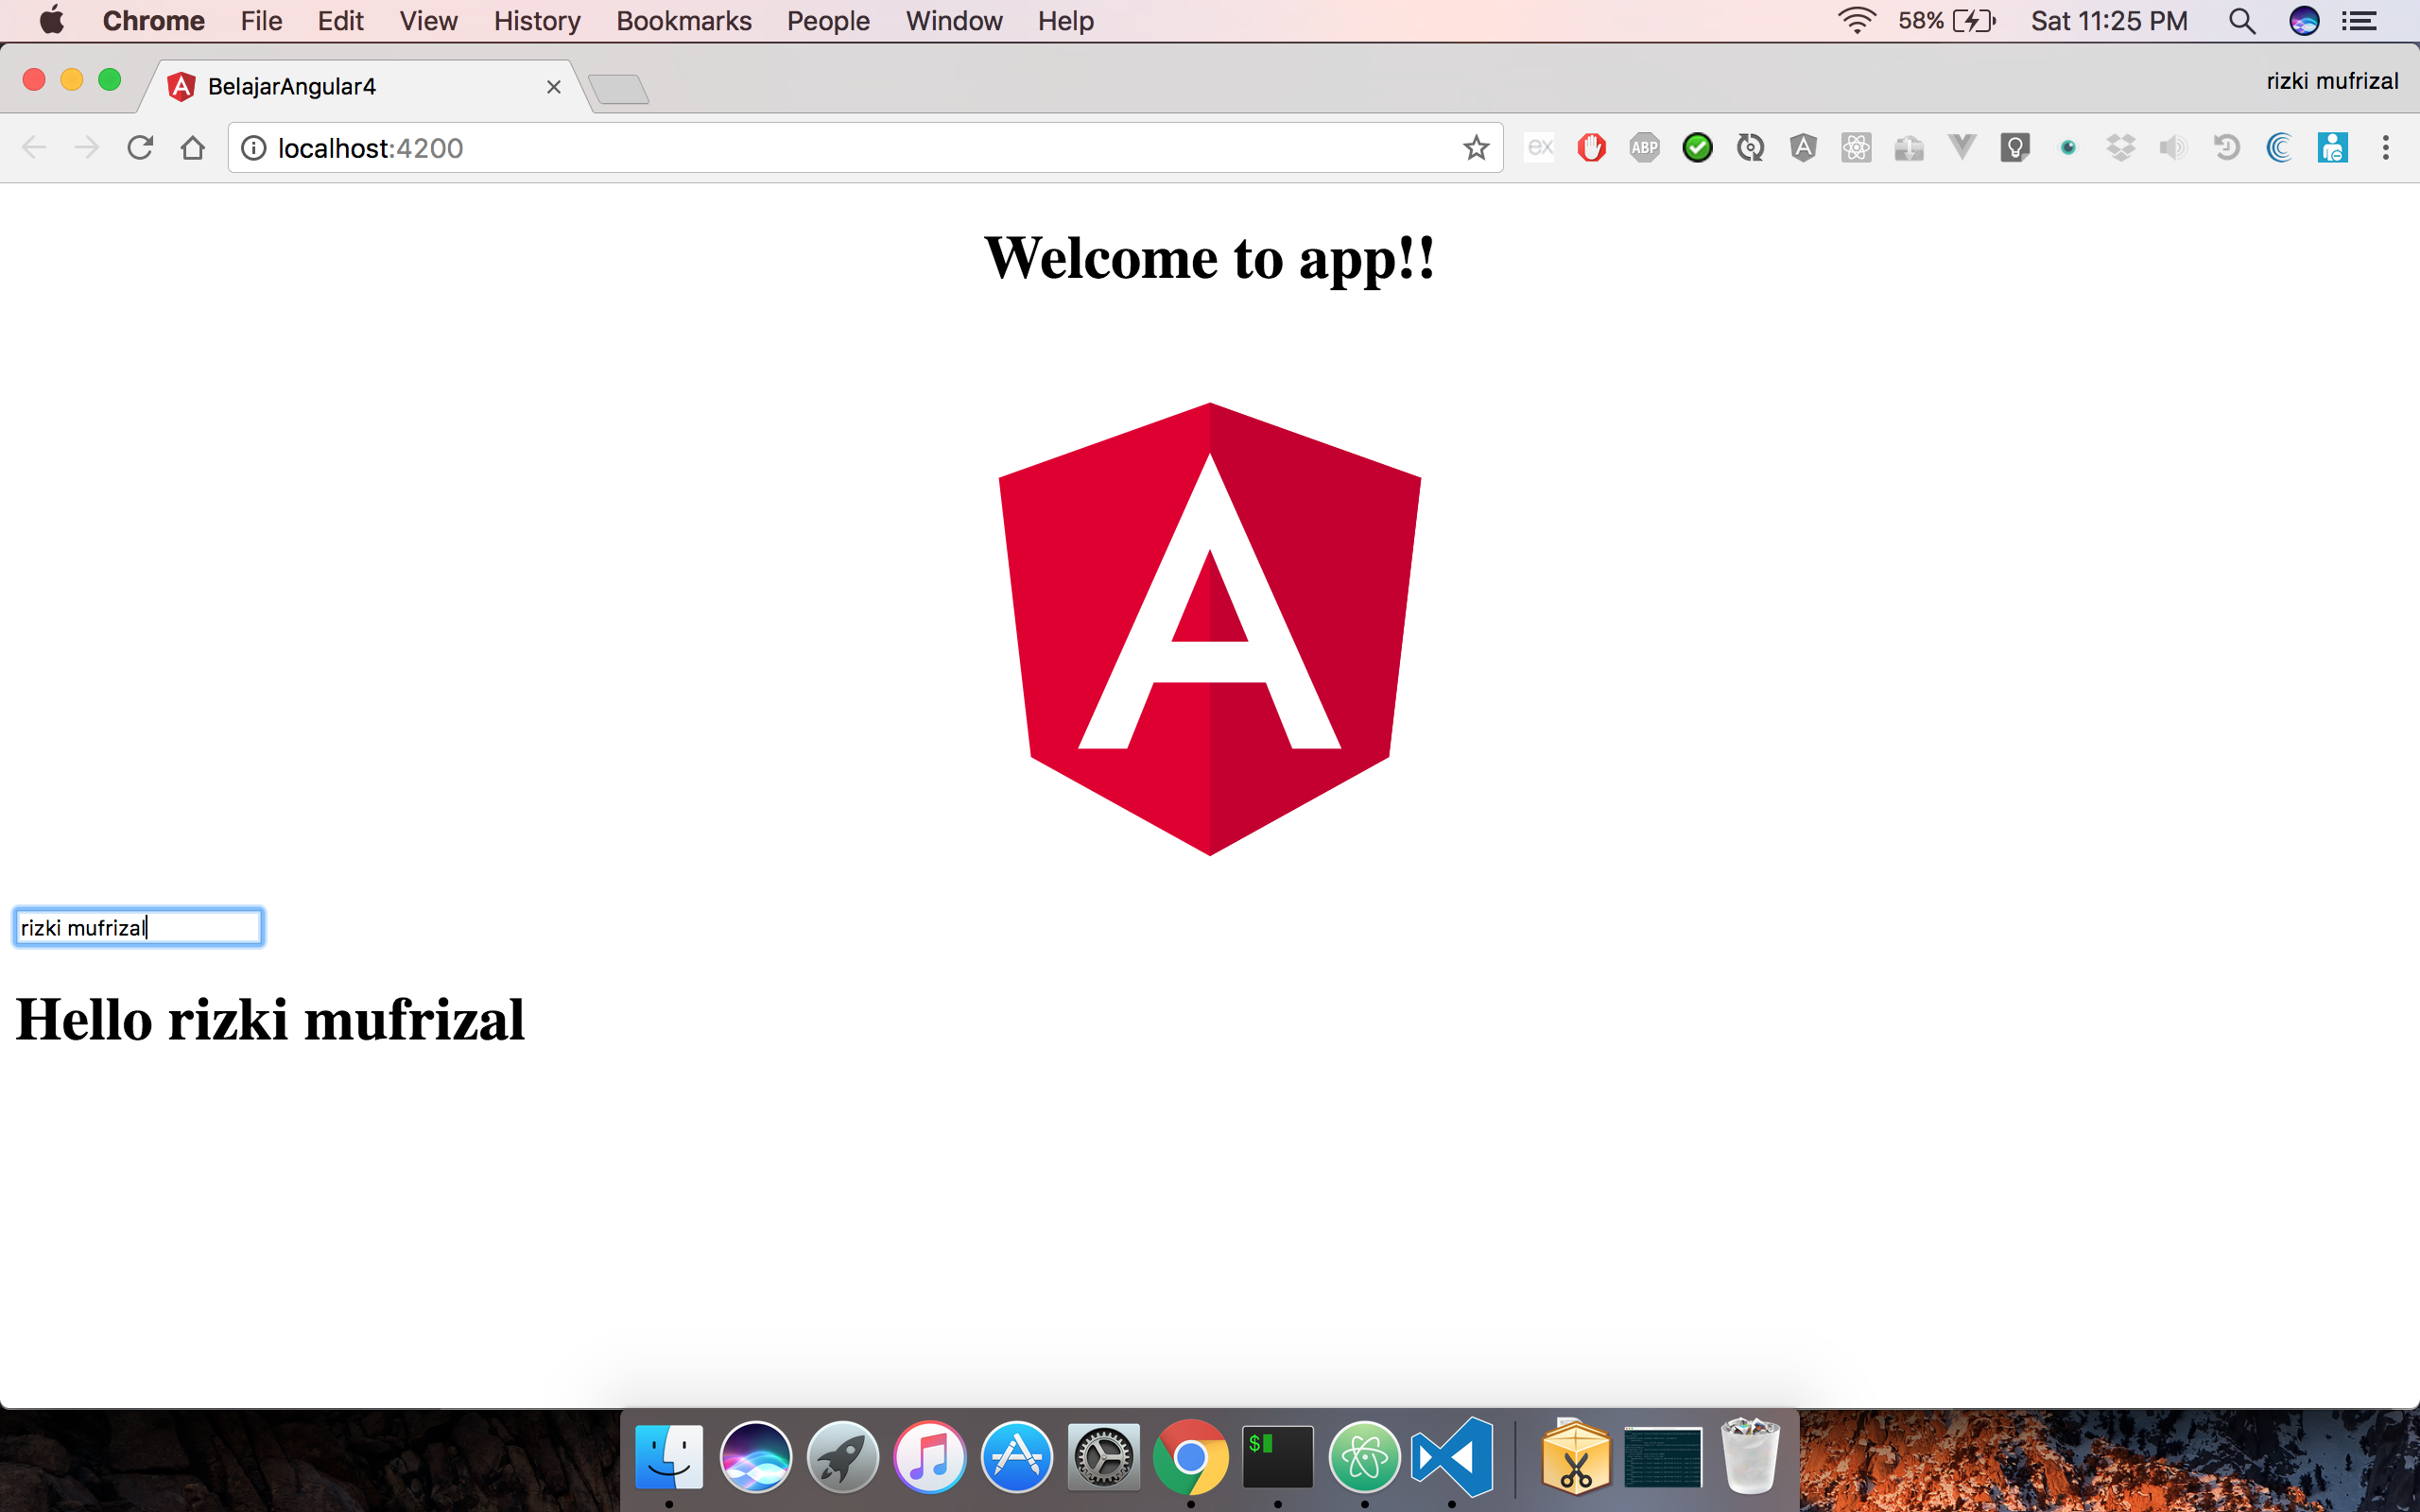 Chrome File Edit View History Bookmarks People Window Help 58% Sat 11:25 PM
BelajarAngular4 rizki mufrizal
localhost:4200 ex ABP
Welcome to app!!
A
rizki mufrizal
Hello rizki mufrizal
$